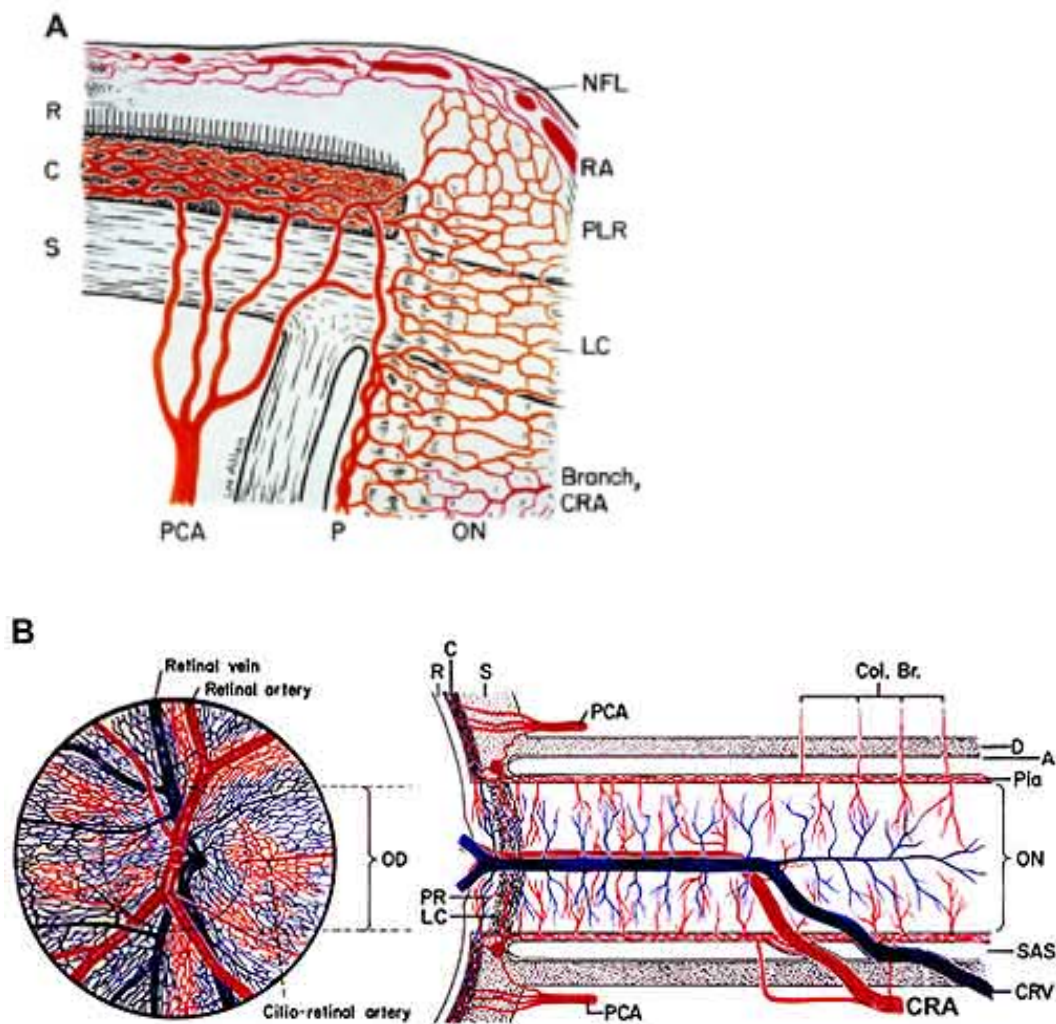 A
NFL
R
RA
C
PLR
S
LC
Branch,
CRA
PCA
P
ON
B
Retinal vein
Retinal artery
OD
Cilio-retinal artery
R
C
S
PCA
Col. Br.
D
A
Pia
ON
PR
LC
SAS
CRV
PCA
CRA